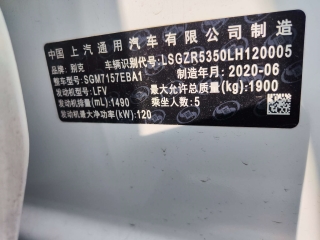 中国上汽通用汽车有限公司制造
品牌：别克 车辆识别代号：LSGZR5350LH120005
整车型号：SGM7157EBA1 制造年月：2020-06
发动机型号：LFV 最大允许总质量(kg)：1900
发动机排量(mL)：1490 乘坐人数：5
发动机最大净功率(kW)：120